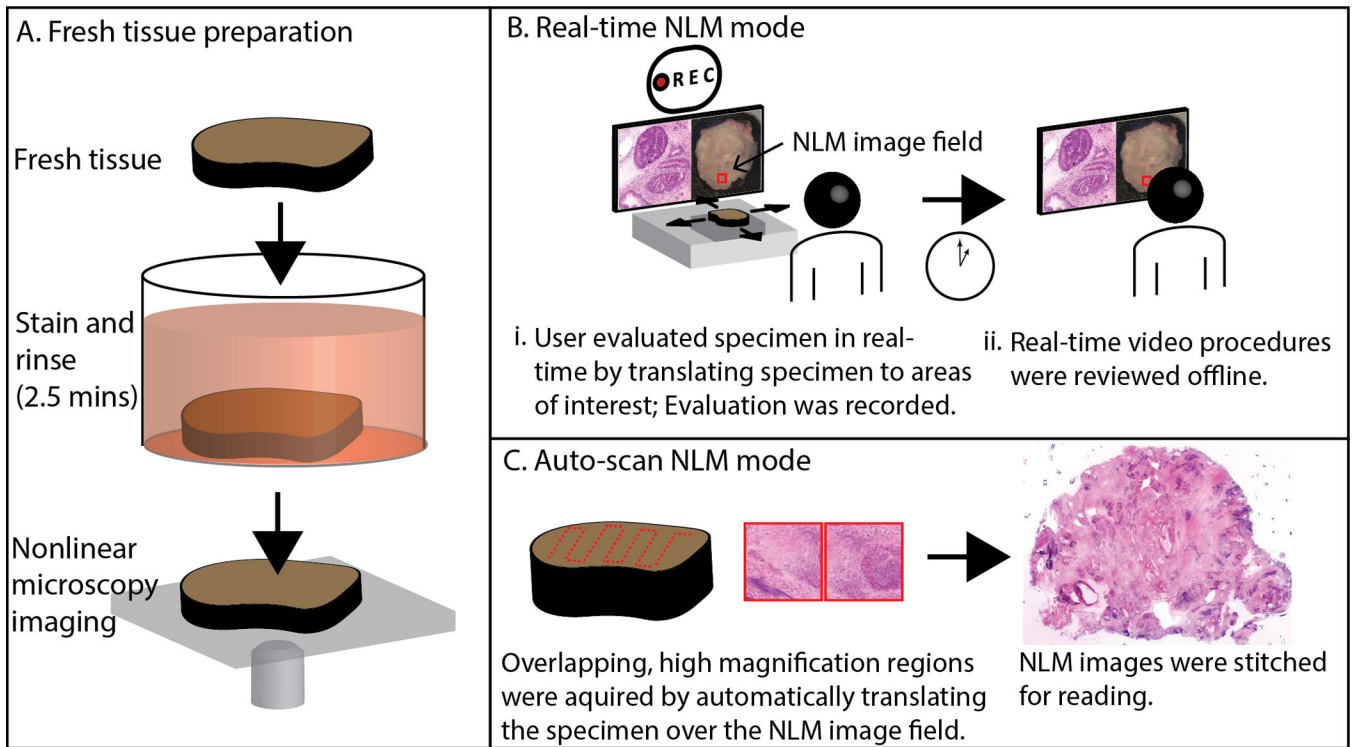 A. Fresh tissue preparation
Fresh tissue
Stain and
rinse
(2.5 mins)
Nonlinear
microscopy
imaging
B. Real-time NLM mode
REC
NLM image field
i. User evaluated specimen in real-
time by translating specimen to areas
of interest; Evaluation was recorded.
ii. Real-time video procedures
were reviewed offline.
C. Auto-scan NLM mode
Overlapping, high magnification regions
were aquired by automatically translating
the specimen over the NLM image field.
NLM images were stitched
for reading.